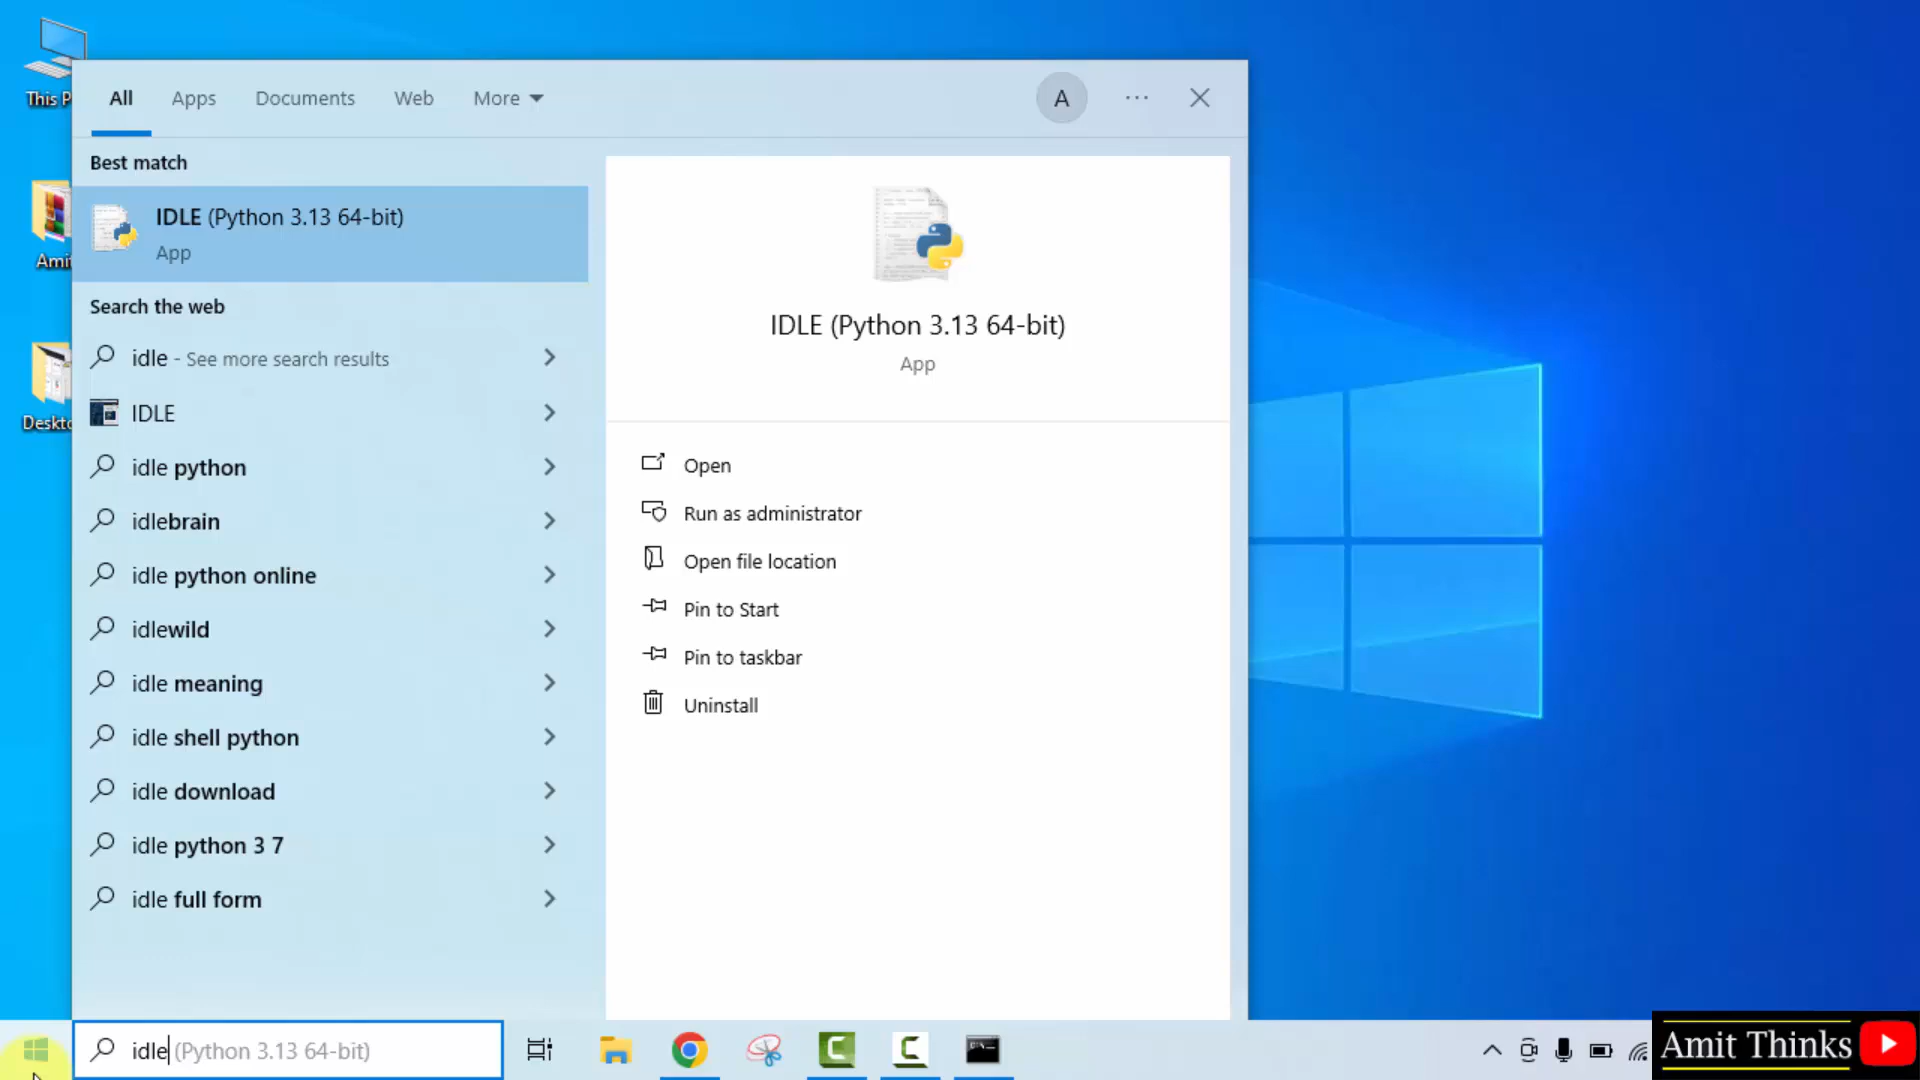 This P
Ami
Deskto
All
Apps
Documents
Web
More
A
Best match
IDLE (Python 3.13 64-bit)
App
Search the web
idle - See more search results
IDLE
idle python
idlebrain
idle python online
idlewild
idle meaning
idle shell python
idle download
idle python 3 7
idle full form
IDLE (Python 3.13 64-bit)
App
Open
Run as administrator
Open file location
Pin to Start
Pin to taskbar
Uninstall
idle (Python 3.13 64-bit)
Amit Thinks